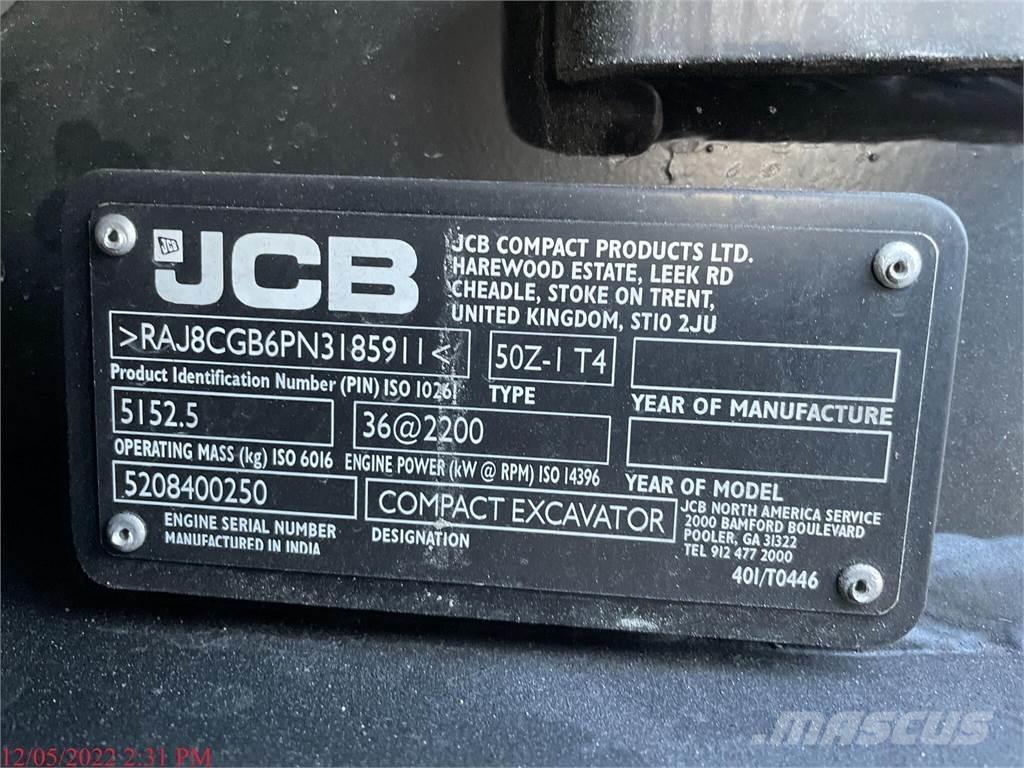 JCB
JCB
JCB COMPACT PRODUCTS LTD.
HAREWOOD ESTATE, LEEK RD
CHEADLE, STOKE ON TRENT,
UNITED KINGDOM, ST10 2JU
>RAJ8CGB6PN3185911<
50Z-1 T4
Product Identification Number (PIN) ISO 10261
TYPE
YEAR OF MANUFACTURE
5152.5
36@2200
OPERATING MASS (kg) ISO 6016
ENGINE POWER (kW @ RPM) ISO 14396
YEAR OF MODEL
5208400250
COMPACT EXCAVATOR
ENGINE SERIAL NUMBER
MANUFACTURED IN INDIA
DESIGNATION
JCB NORTH AMERICA SERVICE
2000 BAMFORD BOULEVARD
POOLER, GA 31322
TEL 912 477 2000
401/T0446
MASCUS
12/05/2022 2:31 PM